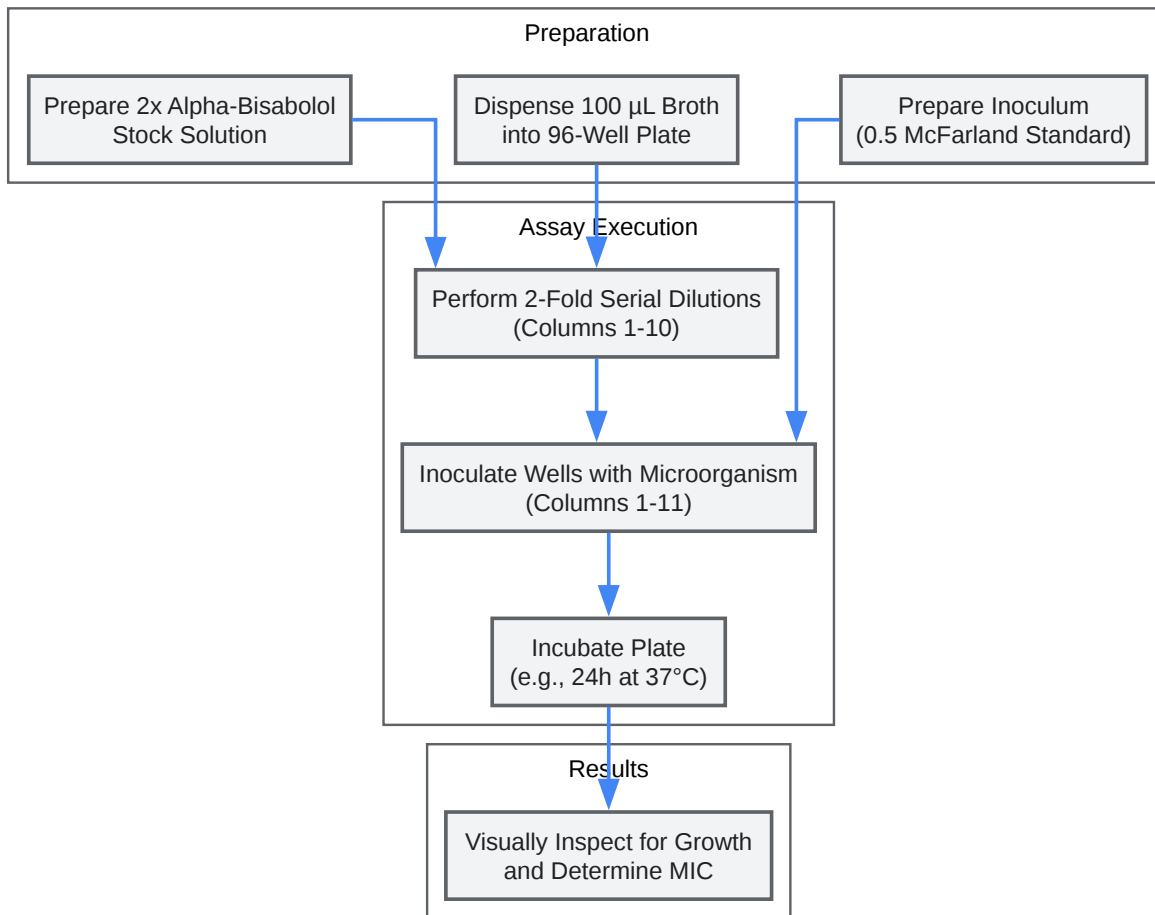 Preparation
Prepare 2x Alpha-Bisabolol
Stock Solution
Dispense 100 µL Broth
into 96-Well Plate
Prepare Inoculum
(0.5 McFarland Standard)
Assay Execution
Perform 2-Fold Serial Dilutions
(Columns 1-10)
Inoculate Wells with Microorganism
(Columns 1-11)
Incubate Plate
(e.g., 24h at 37°C)
Results
Visually Inspect for Growth
and Determine MIC